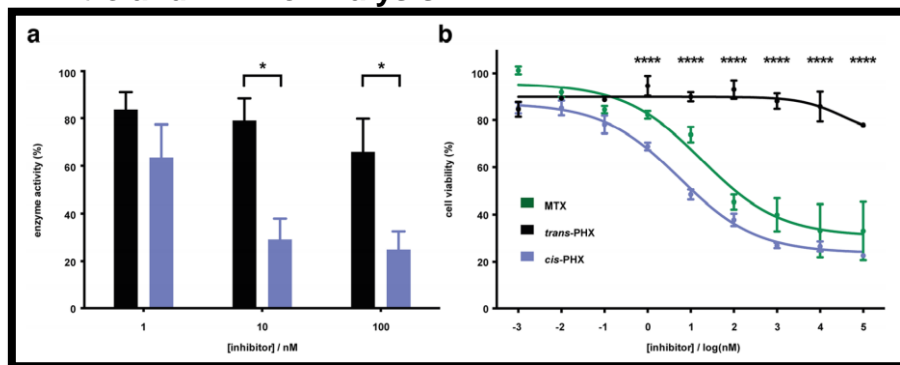 a
b
*
*
**** **** **** **** **** ****
100
80
60
40
20
0
enzyme activity (%)
1
10
100
[inhibitor] / nM
100
80
60
40
20
0
cell viability (%)
MTX
trans-PHX
cis-PHX
-3
-2
-1
0
1
2
3
4
5
[inhibitor] / log(nM)